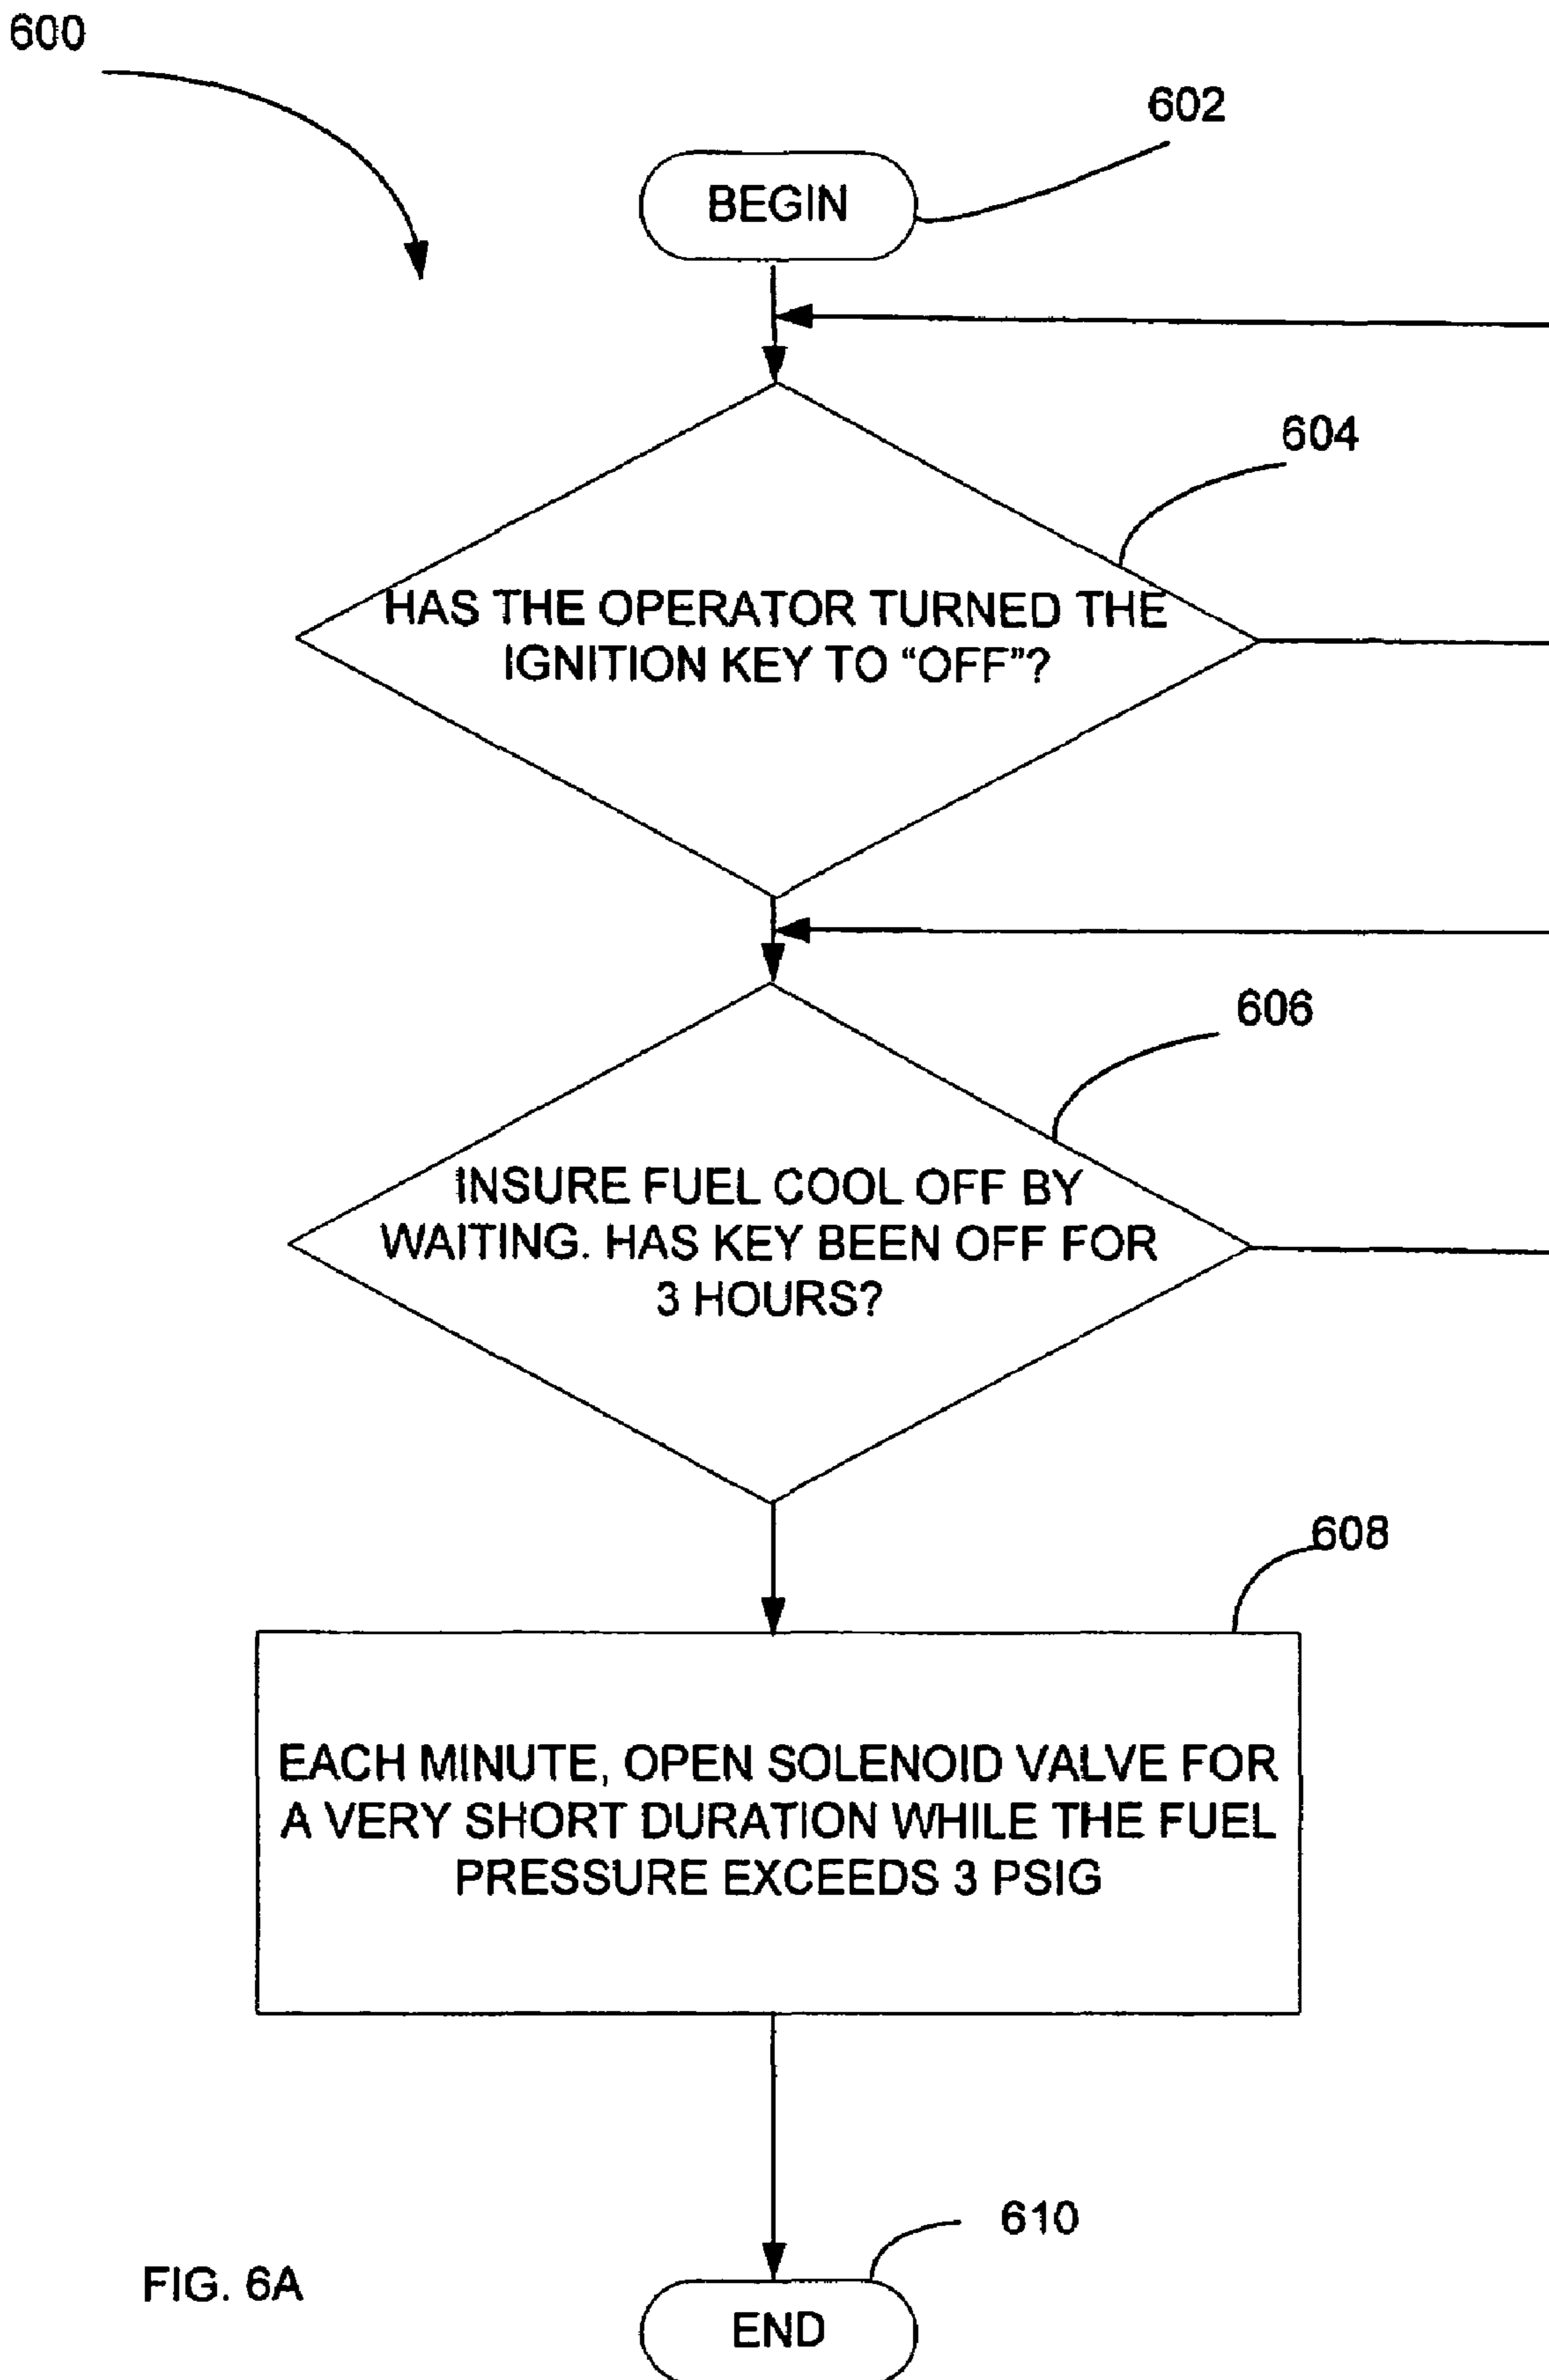 600
602
BEGIN
604
HAS THE OPERATOR TURNED THE
IGNITION KEY TO “OFF”?
606
INSURE FUEL COOL OFF BY
WAITING. HAS KEY BEEN OFF FOR
3 HOURS?
608
EACH MINUTE, OPEN SOLENOID VALVE FOR
A VERY SHORT DURATION WHILE THE FUEL
PRESSURE EXCEEDS 3 PSIG
610
FIG. 6A
END